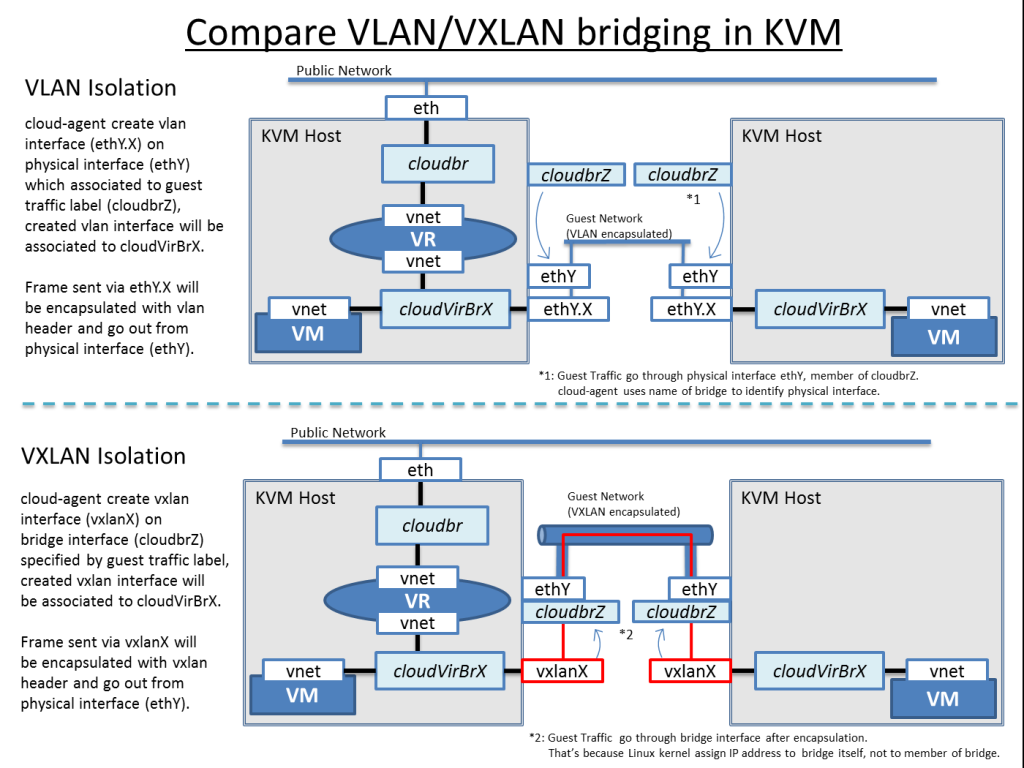 Compare VLAN/VXLAN bridging in KVM
VLAN Isolation
cloud-agent create vlan
interface (ethY.X) on
physical interface (ethY)
which associated to guest
traffic label (cloudbrZ),
created vlan interface will be
associated to cloudVirBrX.
Frame sent via ethY.X will
be encapsulated with vlan
header and go out from
physical interface (ethY).
Public Network
eth
KVM Host
cloudbr
vnet
VR
vnet
cloudVirBrX
vnet
VM
cloudbrZ
cloudbrZ
*1
Guest Network
(VLAN encapsulated)
ethY
ethY
ethY.X
ethY.X
KVM Host
cloudVirBrX
vnet
VM
*1: Guest Traffic go through physical interface ethY, member of cloudbrZ.
cloud-agent uses name of bridge to identify physical interface.
VXLAN Isolation
cloud-agent create vxlan
interface (vxlanX) on
bridge interface (cloudbrZ)
specified by guest traffic label,
created vxlan interface will
be associated to cloudVirBrX.
Frame sent via vxlanX will
be encapsulated with vxlan
header and go out from
physical interface (ethY).
Public Network
eth
KVM Host
cloudbr
vnet
VR
vnet
cloudVirBrX
vnet
VM
Guest Network
(VXLAN encapsulated)
ethY
ethY
cloudbrZ
cloudbrZ
*2
vxlanX
vxlanX
KVM Host
cloudVirBrX
vnet
VM
*2: Guest Traffic go through bridge interface after encapsulation.
That's because Linux kernel assign IP address to bridge itself, not to member of bridge.